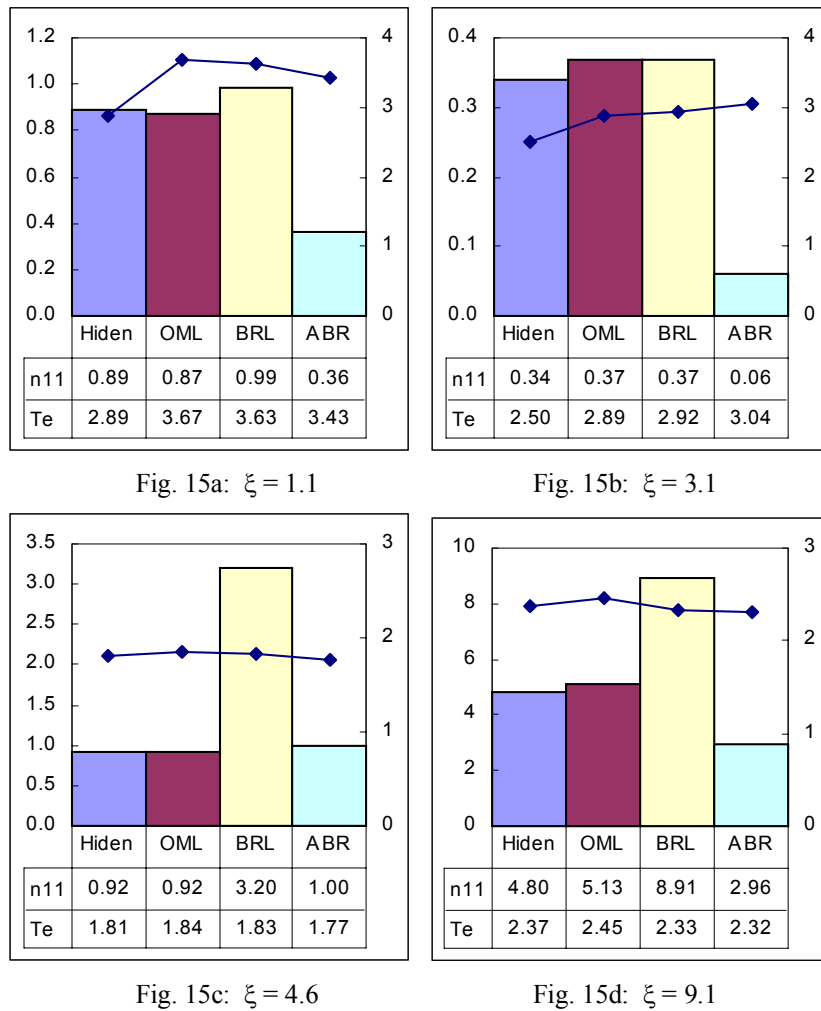 1.2
1.0
0.8
0.6
0.4
0.2
0.0
4
3
2
1
0
Hiden OML BRL ABR
n11 0.89 0.87 0.99 0.36
Te 2.89 3.67 3.63 3.43
Fig. 15a: ξ = 1.1
0.4
0.3
0.2
0.1
0.0
4
3
2
1
0
Hiden OML BRL ABR
n11 0.34 0.37 0.37 0.06
Te 2.50 2.89 2.92 3.04
Fig. 15b: ξ = 3.1
3.5
3.0
2.5
2.0
1.5
1.0
0.5
0.0
3
2
1
0
Hiden OML BRL ABR
n11 0.92 0.92 3.20 1.00
Te 1.81 1.84 1.83 1.77
Fig. 15c: ξ = 4.6
10
8
6
4
2
0
3
2
1
0
Hiden OML BRL ABR
n11 4.80 5.13 8.91 2.96
Te 2.37 2.45 2.33 2.32
Fig. 15d: ξ = 9.1